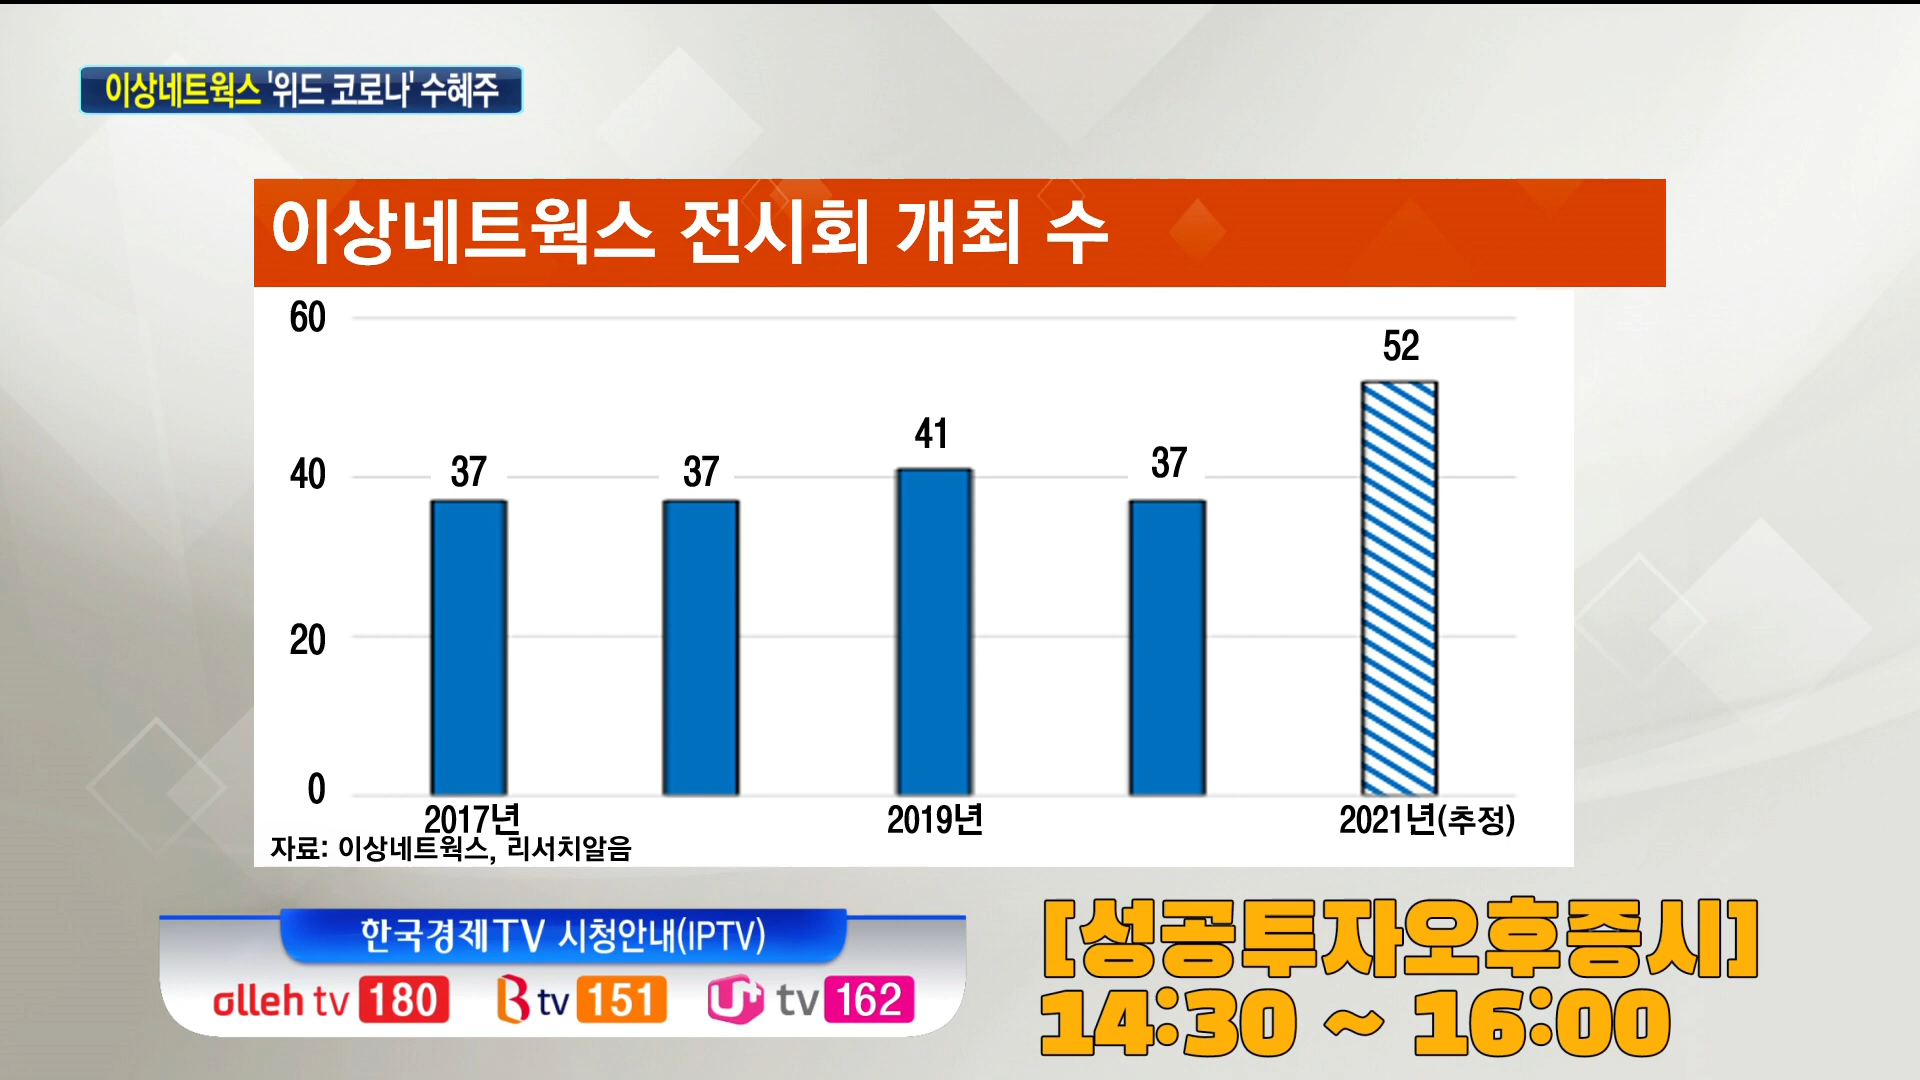 이상네트웍스 '위드 코로나' 수혜주
이상네트웍스 전시회 개최 수
60
40
20
0
37
37
41
37
52
2017년
2019년
2021년(추정)
자료: 이상네트웍스, 리서치알음
한국경제TV 시청안내(IPTV)
olleh tv 180
B tv 151
U+ tv 162
[성공투자오후증시]
14:30 ~ 16:00